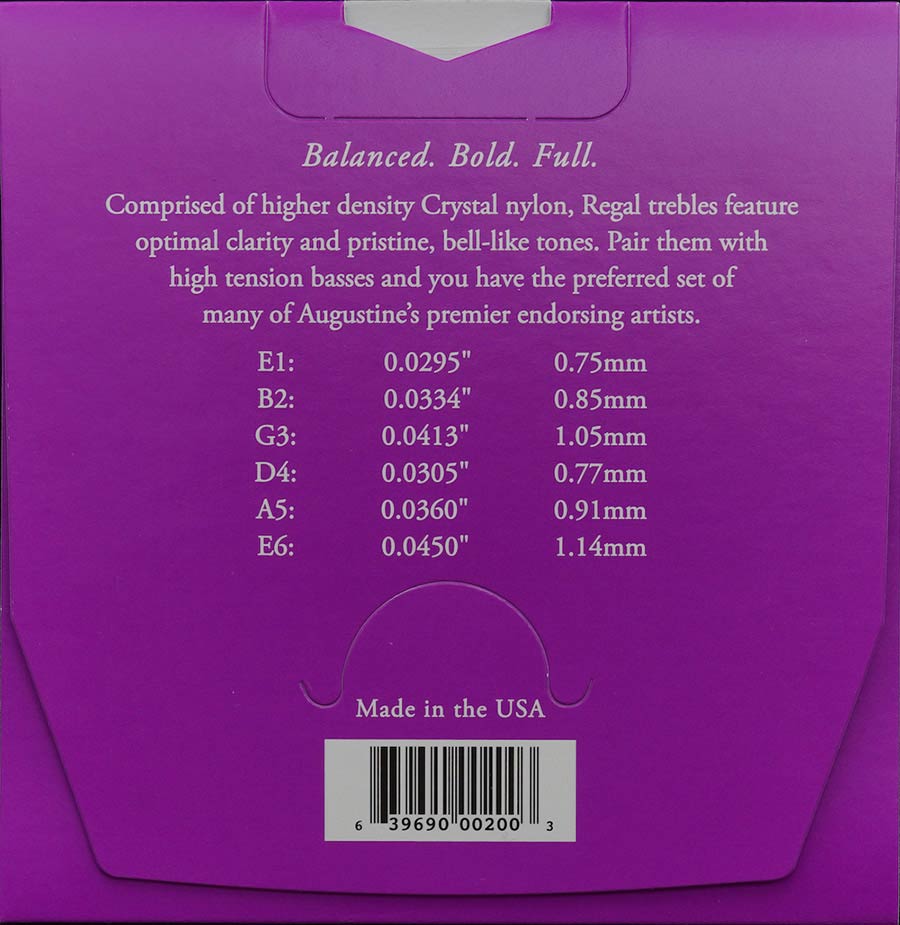 Balanced. Bold. Full.
Comprised of higher density Crystal nylon, Regal trebles feature
optimal clarity and pristine, bell-like tones. Pair them with
high tension basses and you have the preferred set of
many of Augustine’s premier endorsing artists.
E1: 0.0295" 0.75mm
B2: 0.0334" 0.85mm
G3: 0.0413" 1.05mm
D4: 0.0305" 0.77mm
A5: 0.0360" 0.91mm
E6: 0.0450" 1.14mm
Made in the USA
6 39690 00200 3